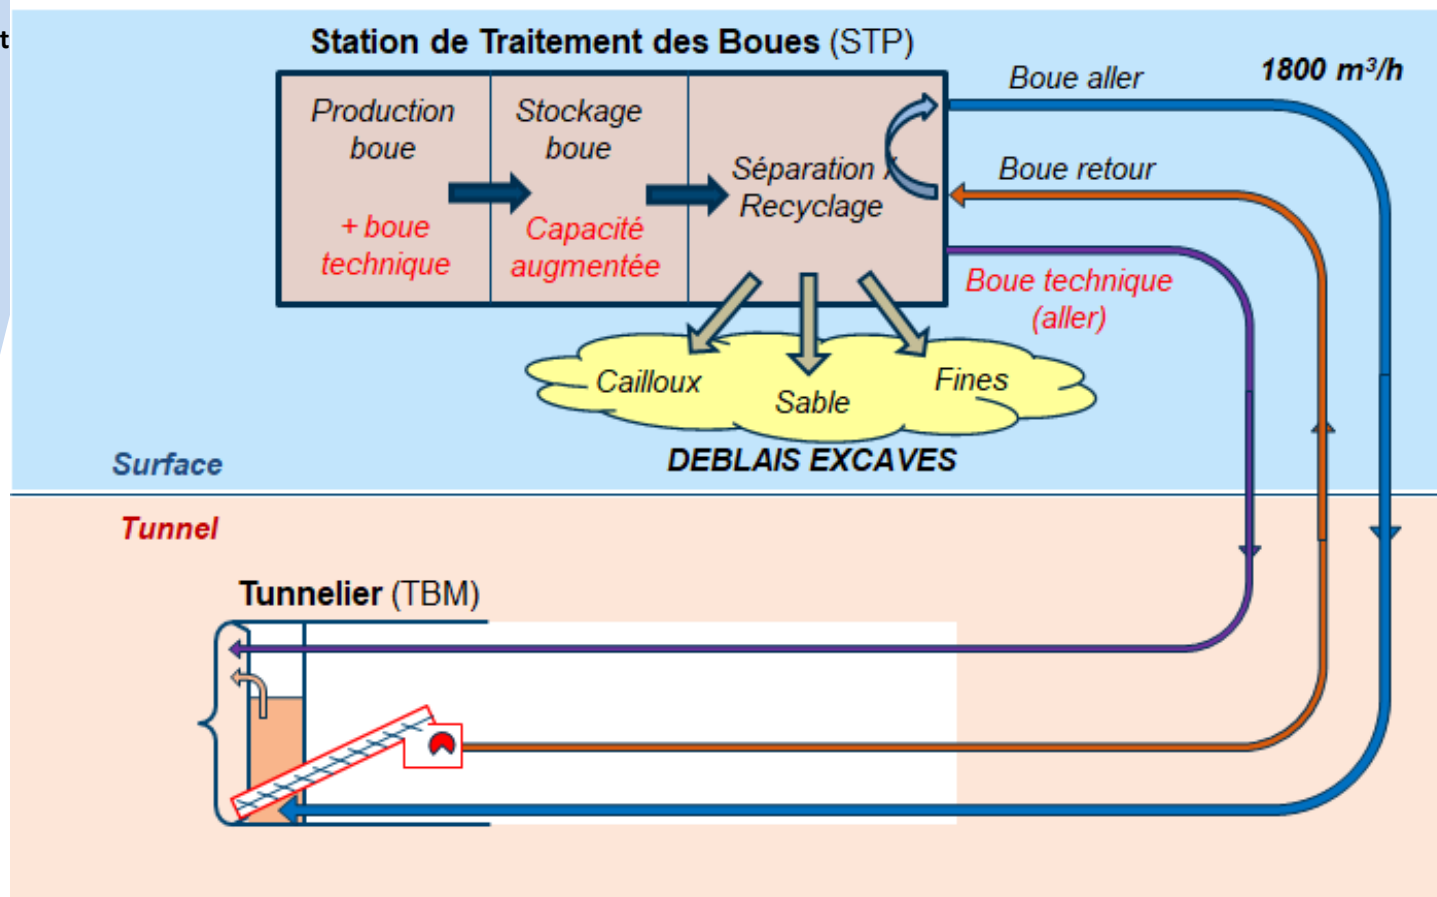 t
Station de Traitement des Boues (STP)
1800 m³/h
Boue aller
Production
boue
+ boue
technique
Stockage
boue
Capacité
augmentée
Séparation /
Recyclage
Boue retour
Boue technique
(aller)
Cailloux
Sable
Fines
DEBLAIS EXCAVES
Surface
Tunnel
Tunnelier (TBM)